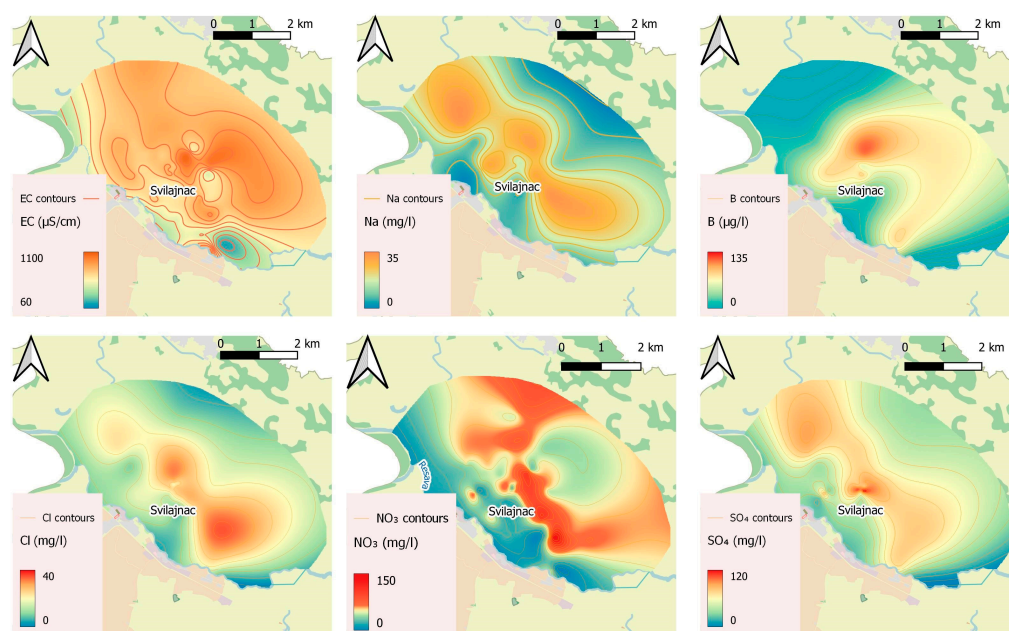 0 1 2 km
Svilajnac
EC contours
EC (µS/cm)
1100
60
0 1 2 km
Svilajnac
Na contours
Na (mg/l)
35
0
0 1 2 km
Svilajnac
B contours
B (µg/l)
135
0
0 1 2 km
Svilajnac
Cl contours
Cl (mg/l)
40
0
0 1 2 km
Resava
Svilajnac
NO₃ contours
NO₃ (mg/l)
150
0
0 1 2 km
Svilajnac
SO₄ contours
SO₄ (mg/l)
120
0